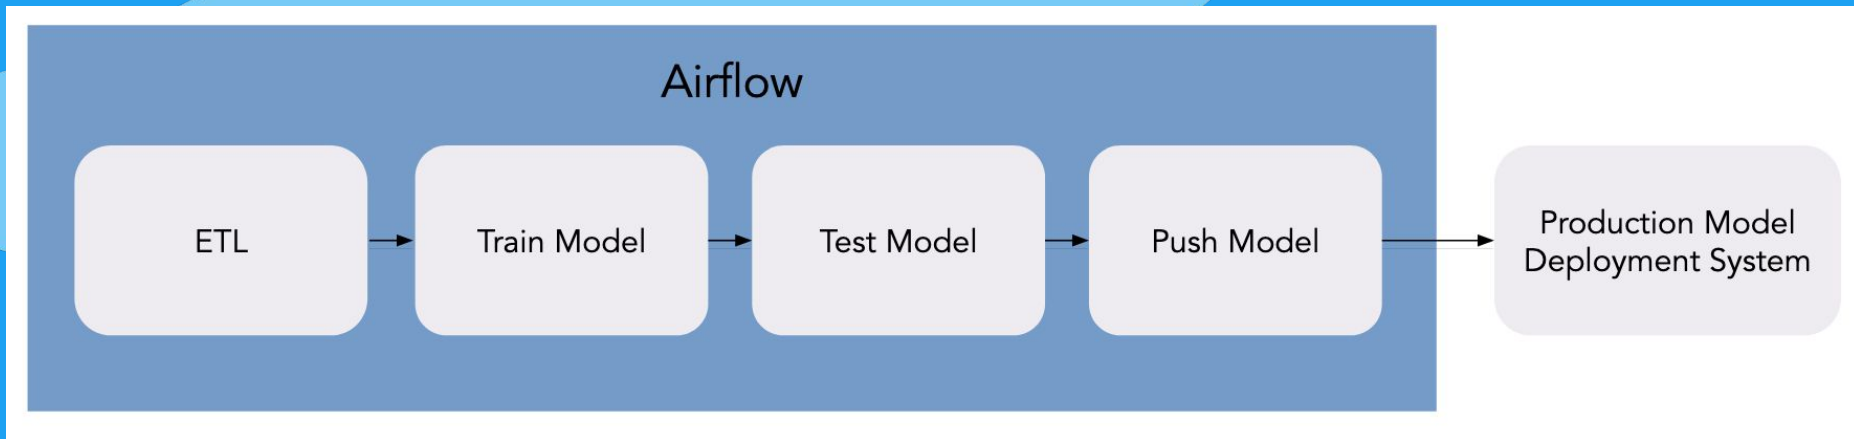 Airflow
ETL
Train Model
Test Model
Push Model
Production Model
Deployment System